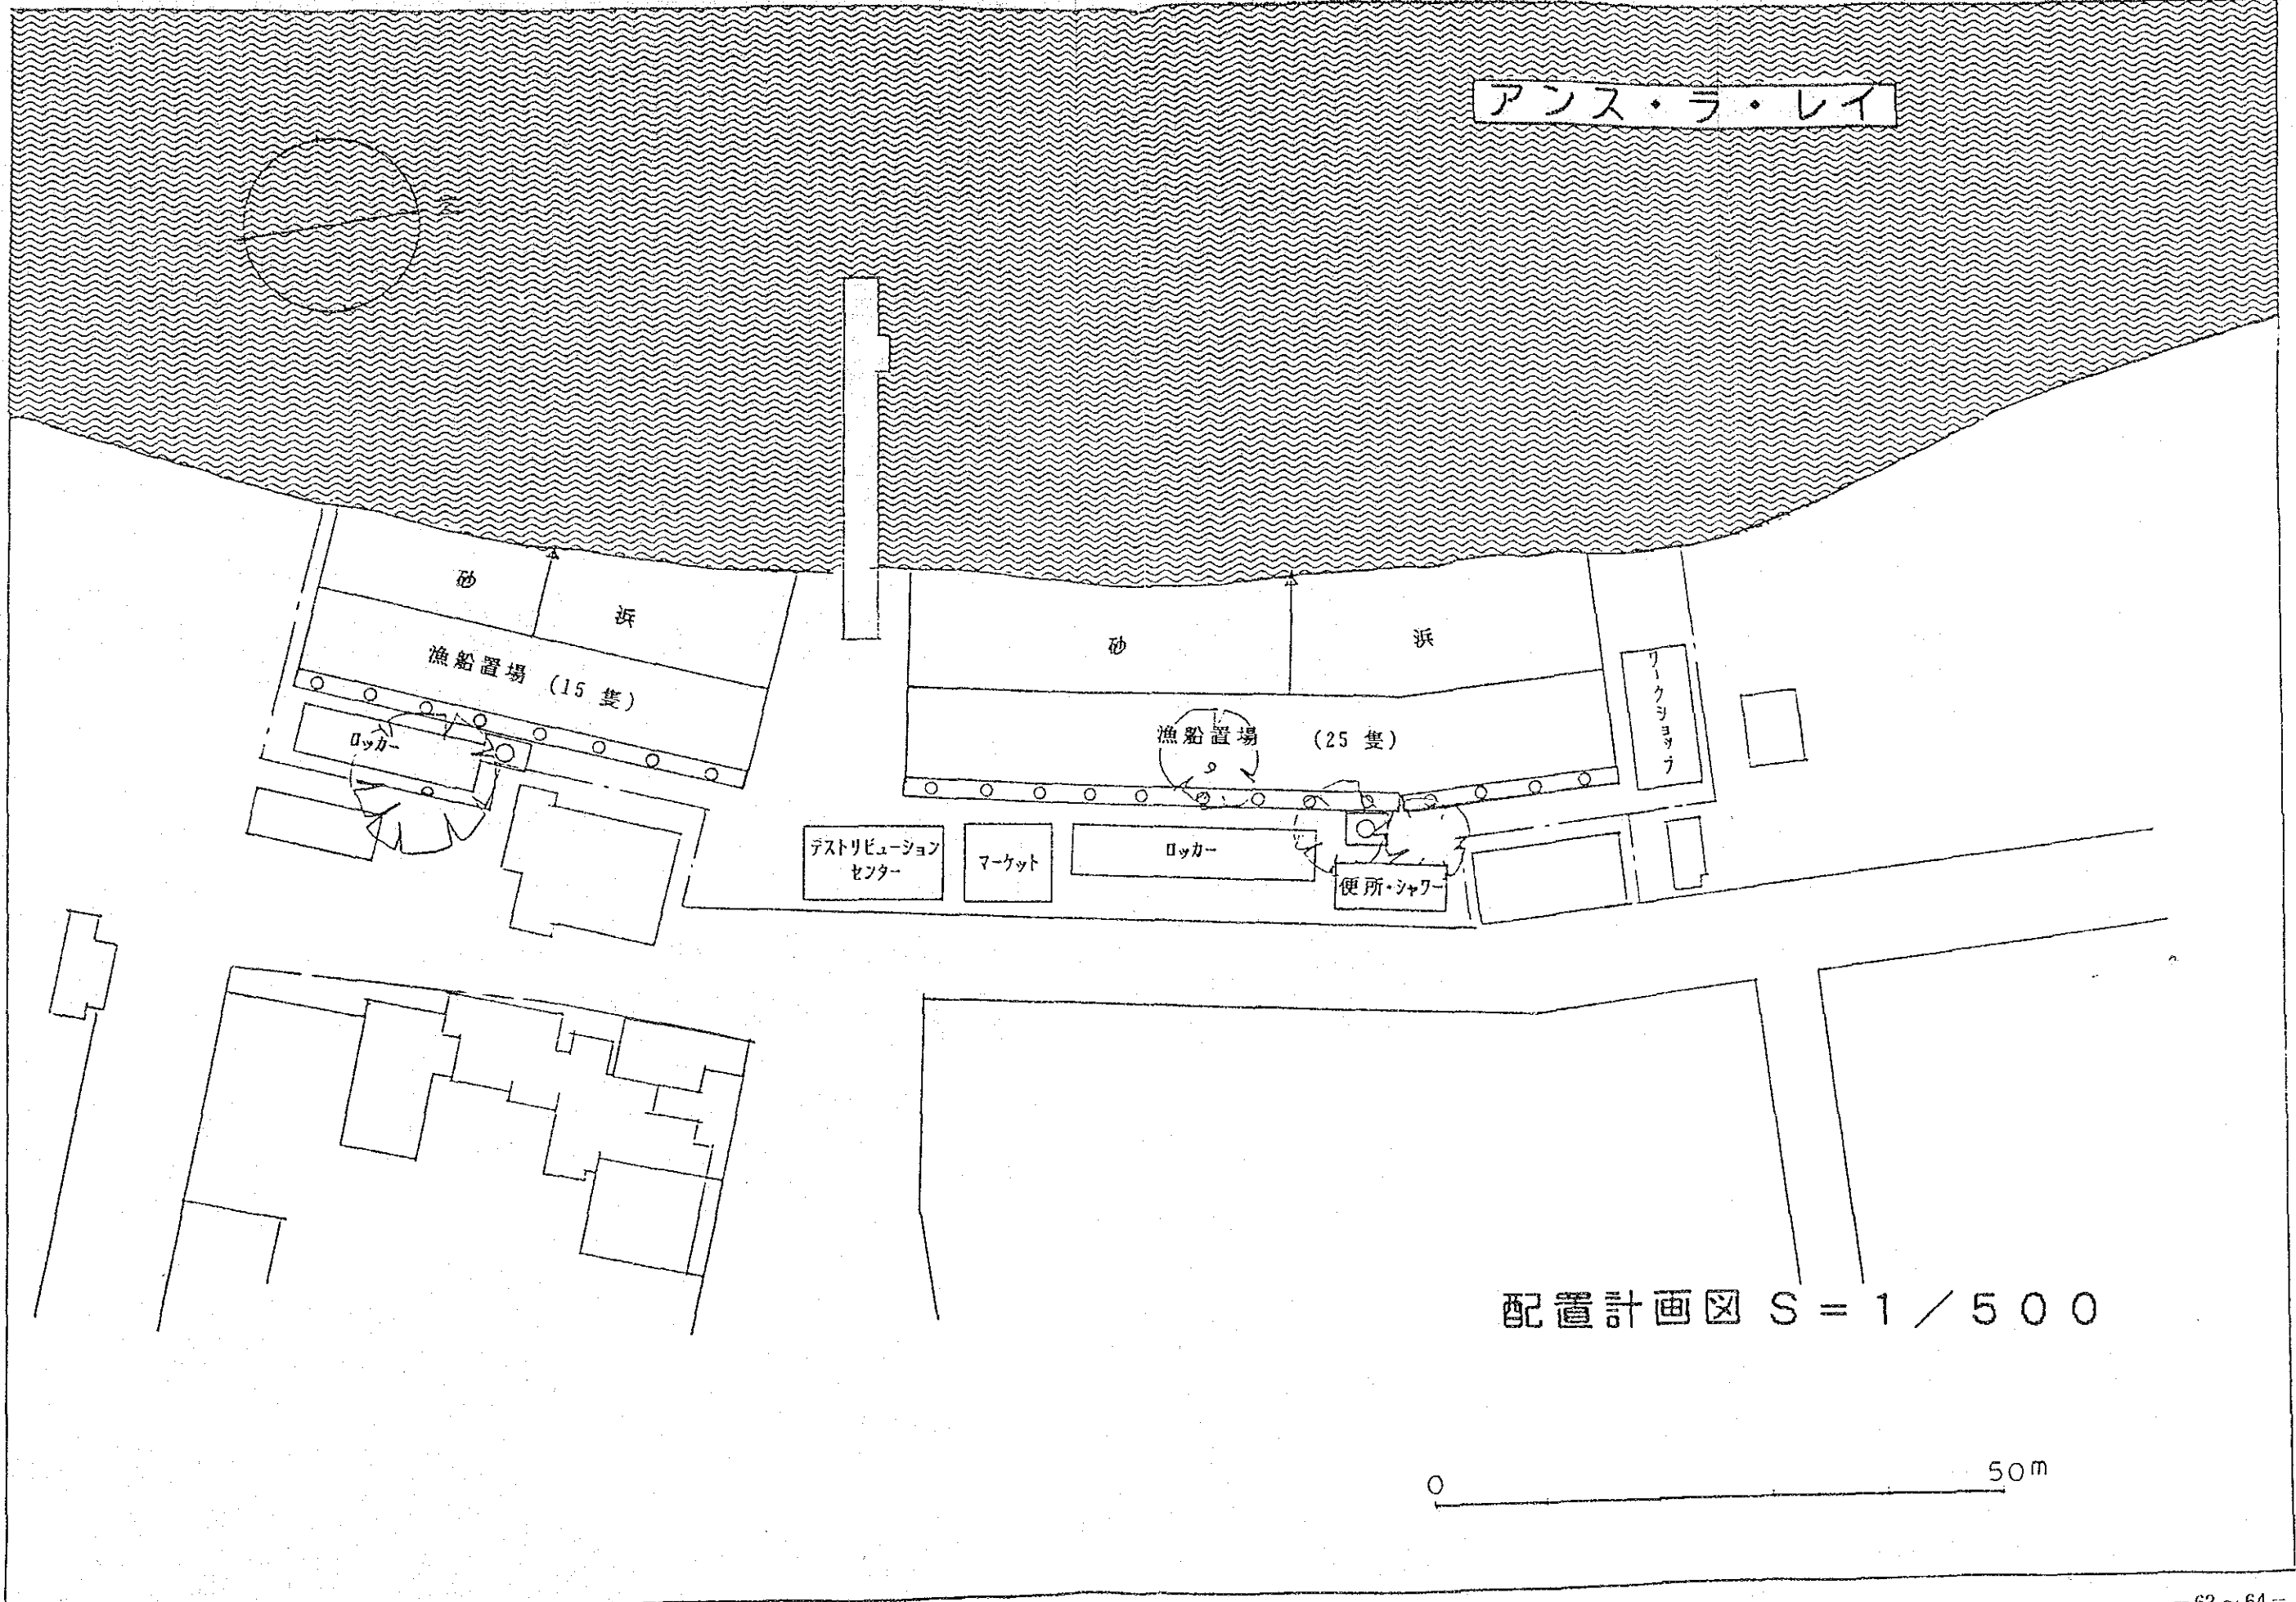 アンス・ラ・レイ
N
砂
浜
漁船置場 (15 隻)
ロッカー
砂
浜
漁船置場 (25 隻)
ワークショップ
デストリビューション
センター
マーケット
ロッカー
便所・シャワー
配置計画図 S=1/500
0
50m
-63~64-